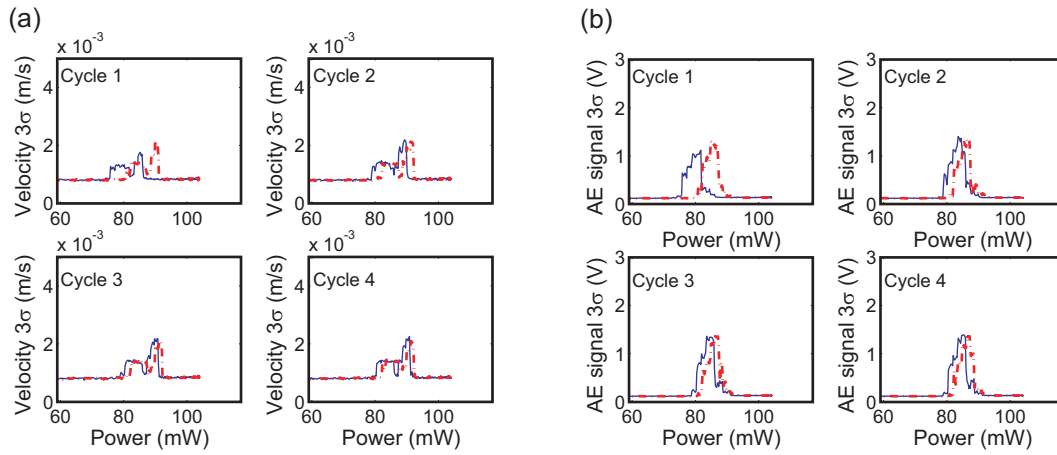 (a)
x 10⁻³
Velocity 3σ (m/s)
4
2
0
Cycle 1
60
80
100
x 10⁻³
Velocity 3σ (m/s)
4
2
0
Cycle 2
60
80
100
x 10⁻³
Velocity 3σ (m/s)
4
2
0
Cycle 3
60
80
100
Power (mW)
x 10⁻³
Velocity 3σ (m/s)
4
2
0
Cycle 4
60
80
100
Power (mW)
(b)
AE signal 3σ (V)
3
2
1
0
Cycle 1
60
80
100
Power (mW)
AE signal 3σ (V)
3
2
1
0
Cycle 2
60
80
100
Power (mW)
AE signal 3σ (V)
3
2
1
0
Cycle 3
60
80
100
Power (mW)
AE signal 3σ (V)
3
2
1
0
Cycle 4
60
80
100
Power (mW)